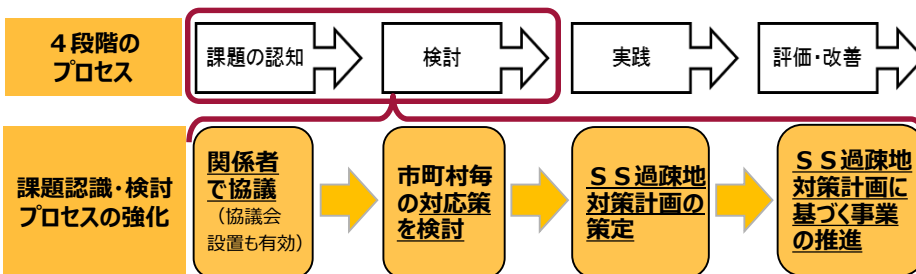 ４段階の
プロセス
課題の認知
検討
実践
評価・改善
課題認識・検討
プロセスの強化
関係者
で協議
（協議会
設置も有効）
市町村毎
の対応策
を検討
ＳＳ過疎地
対策計画の
策定
ＳＳ過疎地
対策計画に
基づく事業
の推進